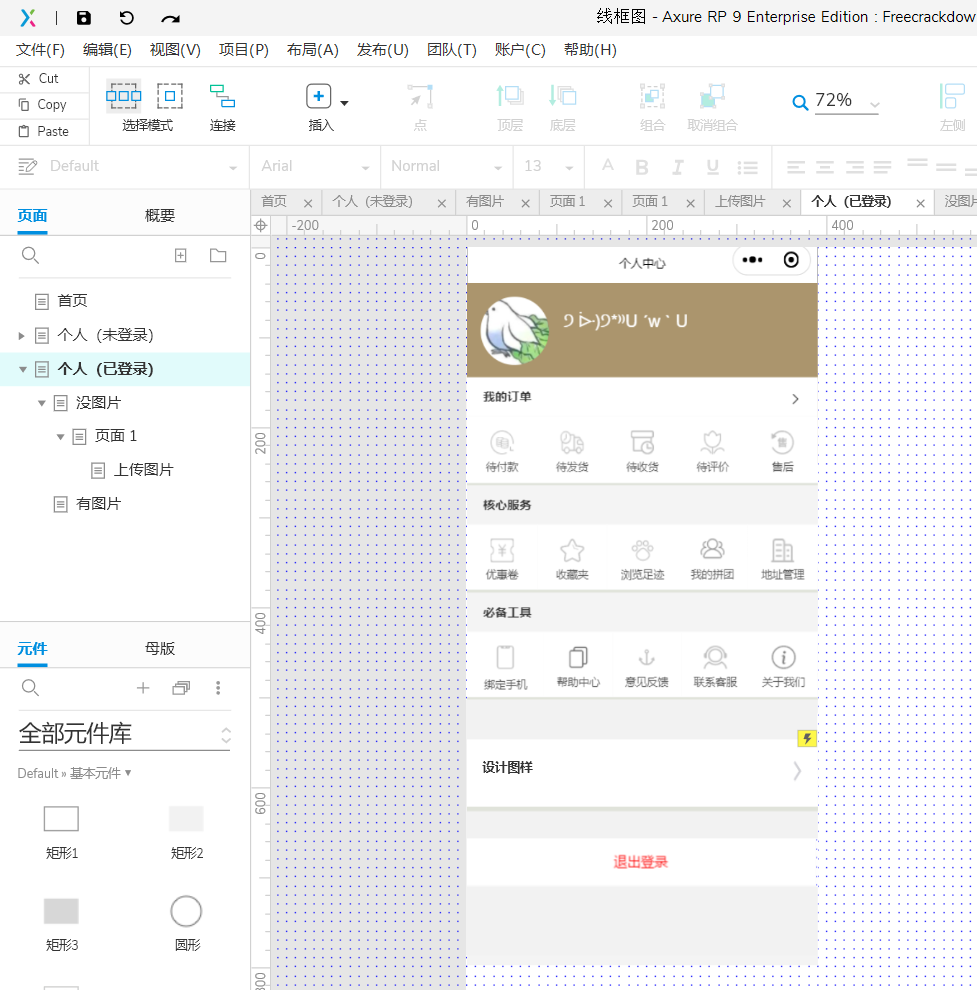 线框图 - Axure RP 9 Enterprise Edition : Freecrackdow
文件(F) 编辑(E) 视图(V) 项目(P) 布局(A) 发布(U) 团队(T) 账户(C) 帮助(H)
Cut
Copy
Paste
选择模式 连接 插入 点 顶层 底层 组合 取消组合 72% 左侧
Default Arial Normal 13 A B I U
页面 概要
首页 个人（未登录） 有图片 页面 1 页面 1 上传图片 个人（已登录） 没图片
-200 0 200 400
首页
个人（未登录）
个人（已登录）
没图片
页面 1
上传图片
有图片
元件 母版
全部元件库
Default » 基本元件 ▾
矩形1 矩形2
矩形3 圆形
0
200
400
600
800
个人中心
我的订单
待付款 待发货 待收货 待评价 售后
核心服务
优惠卷 收藏夹 浏览足迹 我的拼团 地址管理
必备工具
绑定手机 帮助中心 意见反馈 联系客服 关于我们
设计图样
退出登录